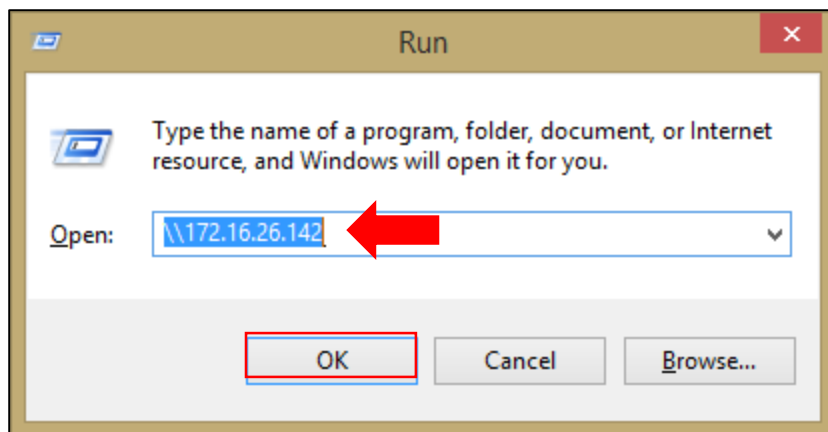 Run
Type the name of a program, folder, document, or Internet
resource, and Windows will open it for you.
Open: \\172.16.26.142
OK Cancel Browse...